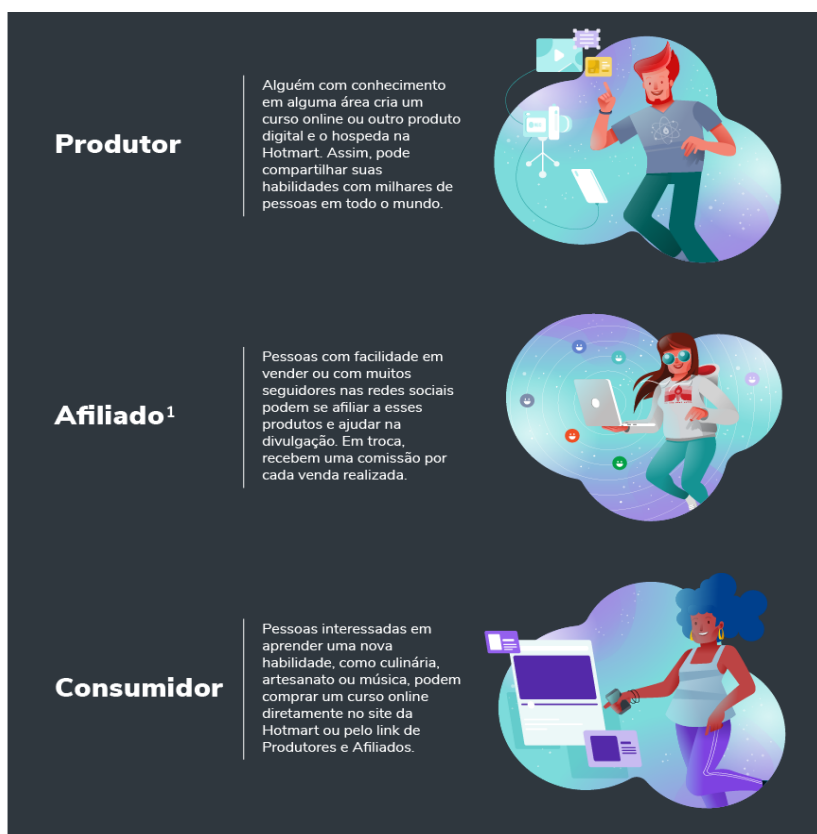 Produtor
Alguém com conhecimento
em alguma área cria um
curso online ou outro produto
digital e o hospeda na
Hotmart. Assim, pode
compartilhar suas
habilidades com milhares de
pessoas em todo o mundo.
Afiliado¹
Pessoas com facilidade em
vender ou com muitos
seguidores nas redes sociais
podem se afiliar a esses
produtos e ajudar na
divulgação. Em troca,
recebem uma comissão por
cada venda realizada.
Consumidor
Pessoas interessadas em
aprender uma nova
habilidade, como culinária,
artesanato ou música, podem
comprar um curso online
diretamente no site da
Hotmart ou pelo link de
Produtores e Afiliados.